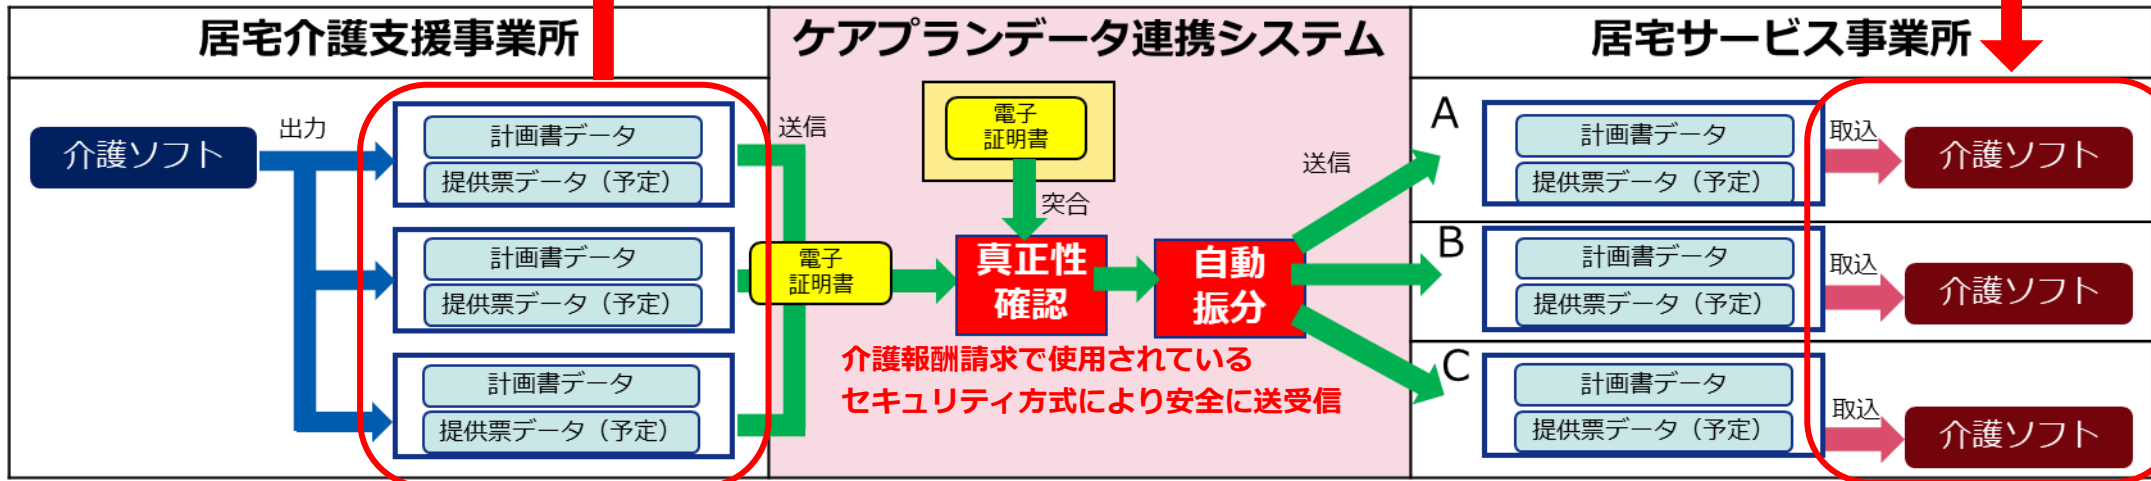 居宅介護支援事業所
ケアプランデータ連携システム
居宅サービス事業所
介護ソフト
出力
計画書データ
提供票データ（予定）
計画書データ
提供票データ（予定）
計画書データ
提供票データ（予定）
送信
電子
証明書
電子
証明書
突合
真正性
確認
自動
振分
介護報酬請求で使用されている
セキュリティ方式により安全に送受信
送信
A
計画書データ
提供票データ（予定）
取込
介護ソフト
B
計画書データ
提供票データ（予定）
取込
介護ソフト
C
計画書データ
提供票データ（予定）
取込
介護ソフト